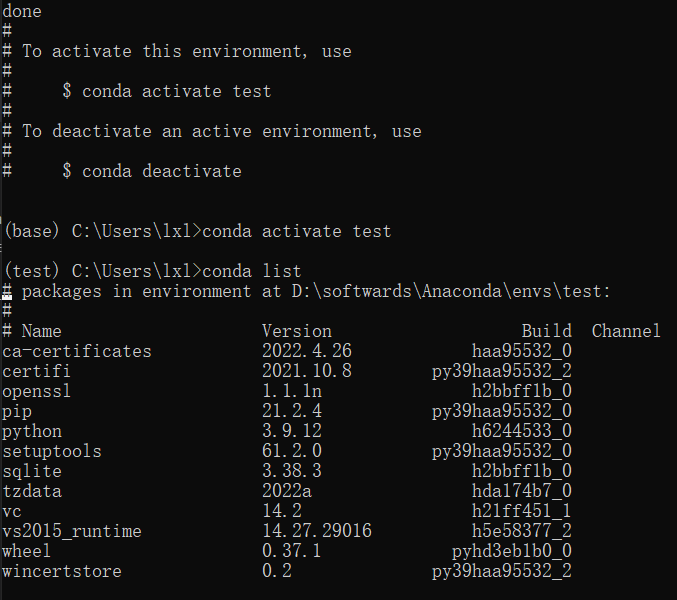 done
#
# To activate this environment, use
#
#     $ conda activate test
#
# To deactivate an active environment, use
#
#     $ conda deactivate
(base) C:\Users\lxl>conda activate test
(test) C:\Users\lxl>conda list
# packages in environment at D:\softwards\Anaconda\envs\test:
#
# Name                    Version                   Build  Channel
ca-certificates           2022.4.26            haa95532_0
certifi                   2021.10.8        py39haa95532_2
openssl                   1.1.1n               h2bbff1b_0
pip                       21.2.4           py39haa95532_0
python                    3.9.12               h6244533_0
setuptools                61.2.0           py39haa95532_0
sqlite                    3.38.3               h2bbff1b_0
tzdata                    2022a                hda174b7_0
vc                        14.2                 h21ff451_1
vs2015_runtime            14.27.29016          h5e58377_2
wheel                     0.37.1             pyhd3eb1b0_0
wincertstore              0.2              py39haa95532_2